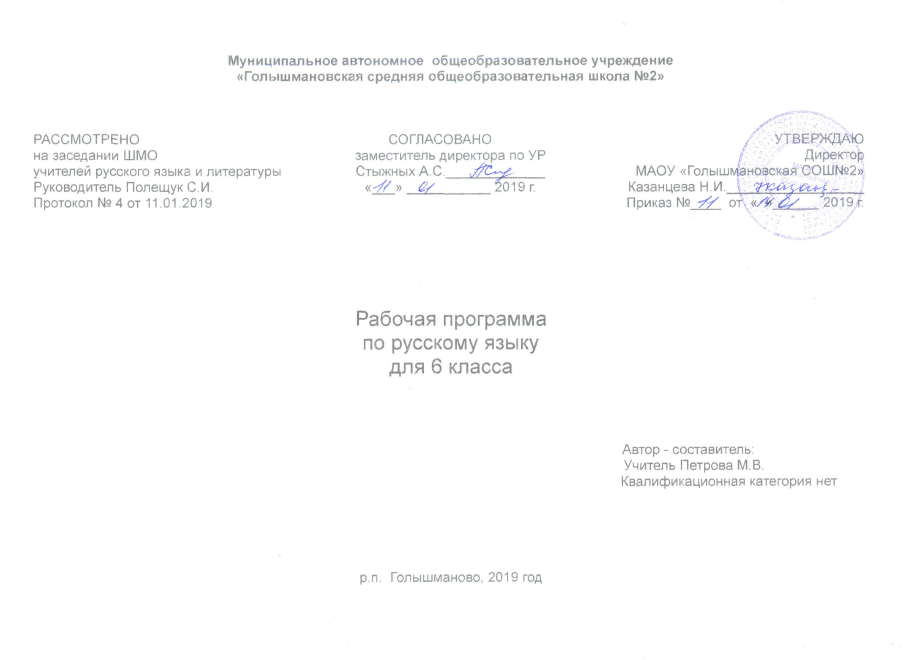 Муниципальное автономное общеобразовательное учреждение
«Голышмановская средняя общеобразовательная школа №2»
РАССМОТРЕНО
на заседании ШМО
учителей русского языка и литературы
Руководитель Полещук С.И.
Протокол № 4 от 11.01.2019
СОГЛАСОВАНО
заместитель директора по УР
Стыжных А.С.
«11» 01 2019 г.
УТВЕРЖДАЮ
Директор
МАОУ «Голышмановская СОШ№2»
Казанцева Н.И.
Приказ № 11 от «14» 01 2019 г.
Рабочая программа
по русскому языку
для 6 класса
Автор - составитель:
Учитель Петрова М.В.
Квалификационная категория нет
р.п. Голышманово, 2019 год